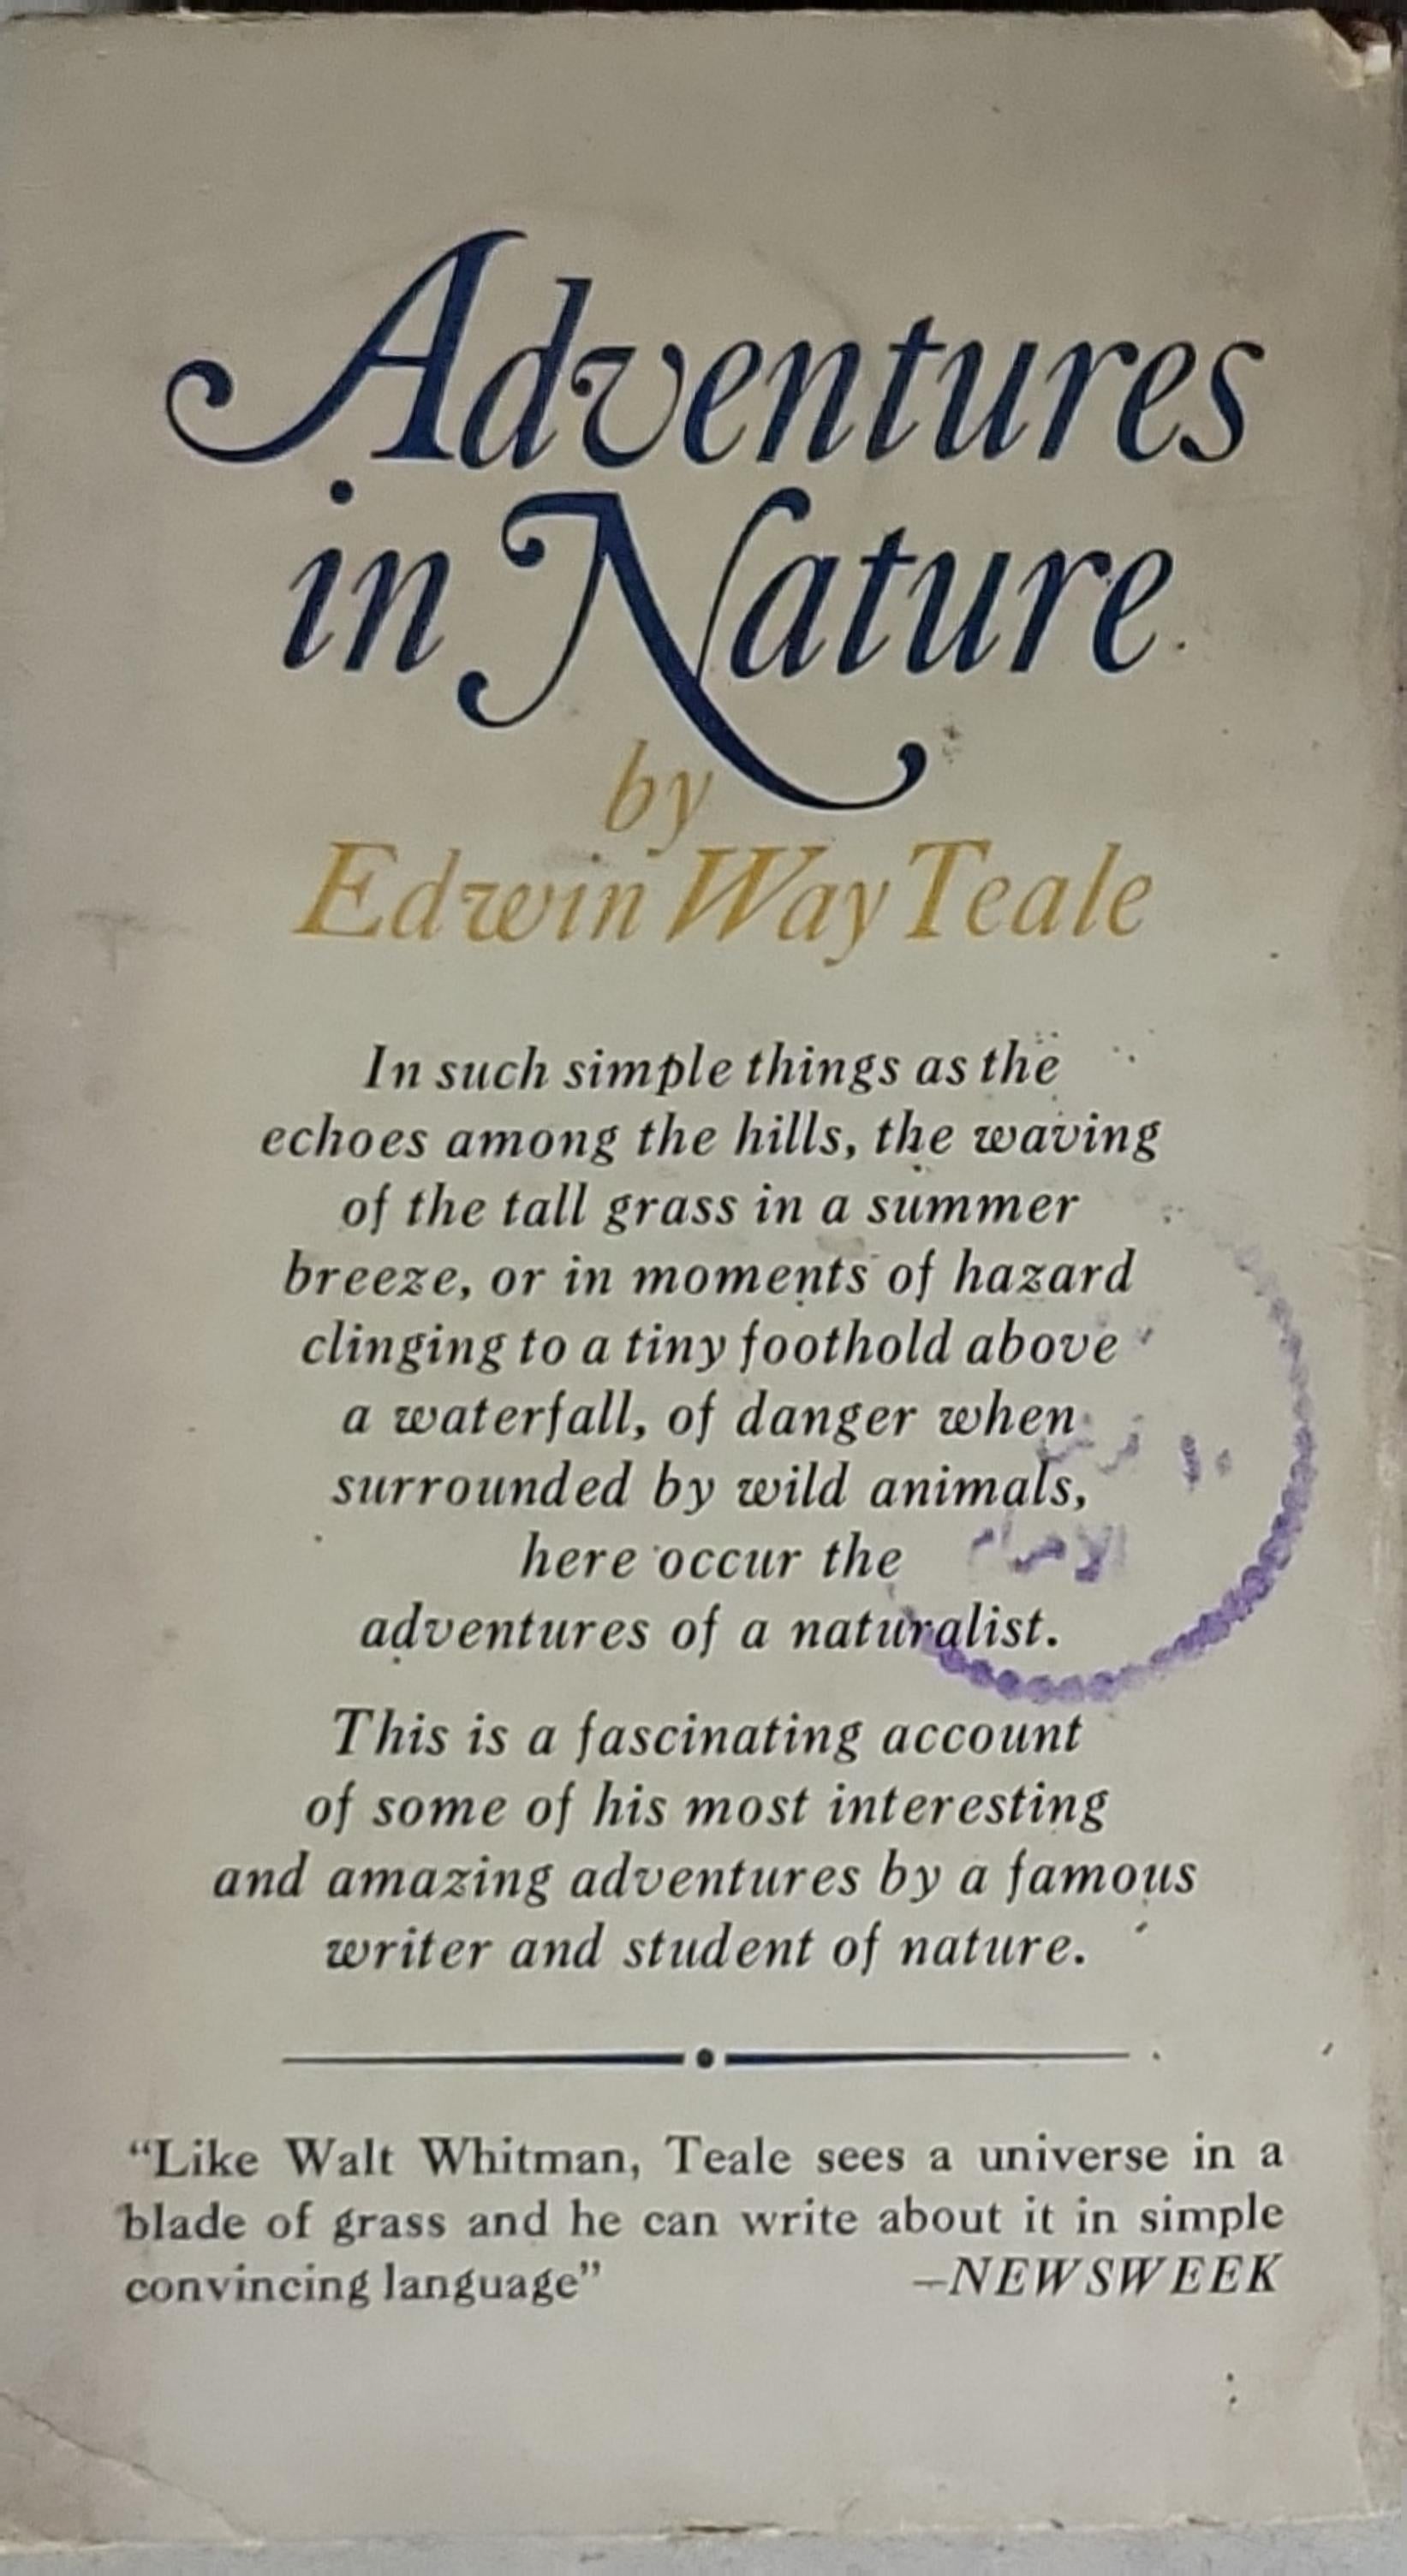 Adventures
in Nature
by
Edwin Way Teale
In such simple things as the
echoes among the hills, the waving
of the tall grass in a summer
breeze, or in moments of hazard
clinging to a tiny foothold above
a waterfall, of danger when
surrounded by wild animals,
here occur the
adventures of a naturalist.
This is a fascinating account
of some of his most interesting
and amazing adventures by a famous
writer and student of nature.
“Like Walt Whitman, Teale sees a universe in a
blade of grass and he can write about it in simple
convincing language” –NEWSWEEK